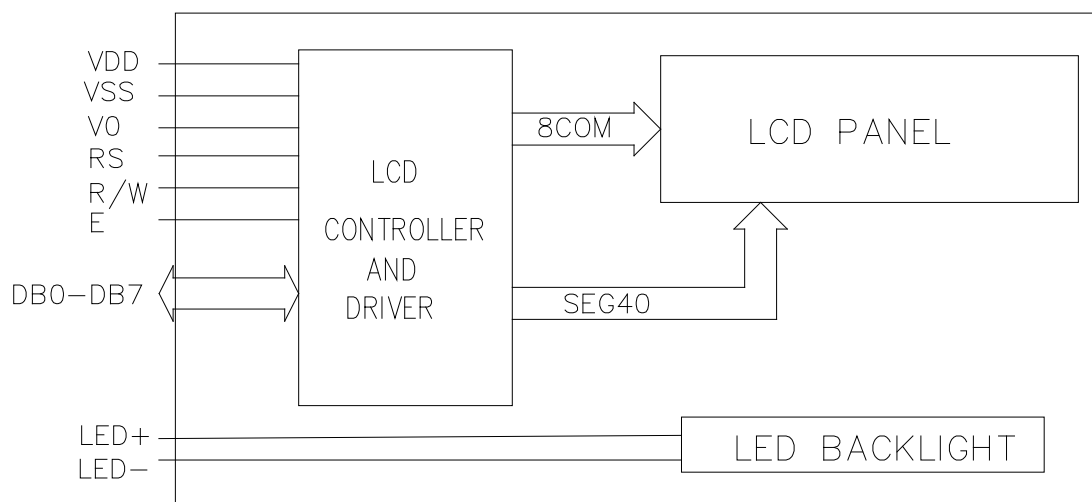 VDD
VSS
V0
RS
R/W
E
DB0-DB7
LED+
LED-
LCD
CONTROLLER
AND
DRIVER
8COM
SEG40
LCD PANEL
LED BACKLIGHT